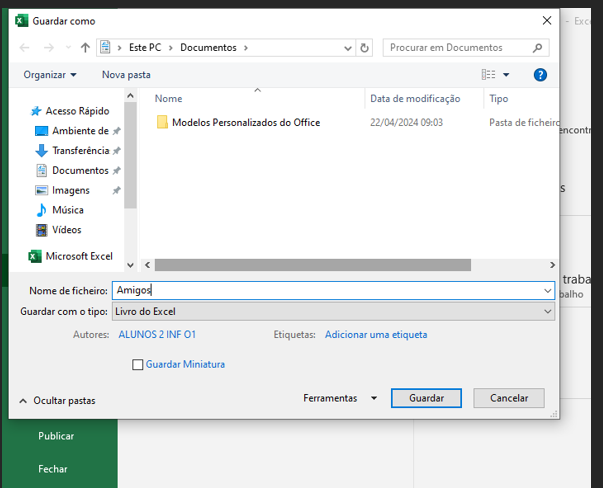 Guardar como
- Exce
Este PC > Documentos >
Procurar em Documentos
Organizar
Nova pasta
Nome
Data de modificação
Tipo
Acesso Rápido
Ambiente de
Transferência
Documentos
Imagens
Música
Vídeos
Microsoft Excel
Modelos Personalizados do Office
22/04/2024 09:03
Pasta de ficheiro
encontr
s
traba
balho
Nome de ficheiro:
Amigos
Guardar com o tipo:
Livro do Excel
Autores:
ALUNOS 2 INF O1
Etiquetas:
Adicionar uma etiqueta
Guardar Miniatura
Ocultar pastas
Ferramentas
Guardar
Cancelar
Publicar
Fechar